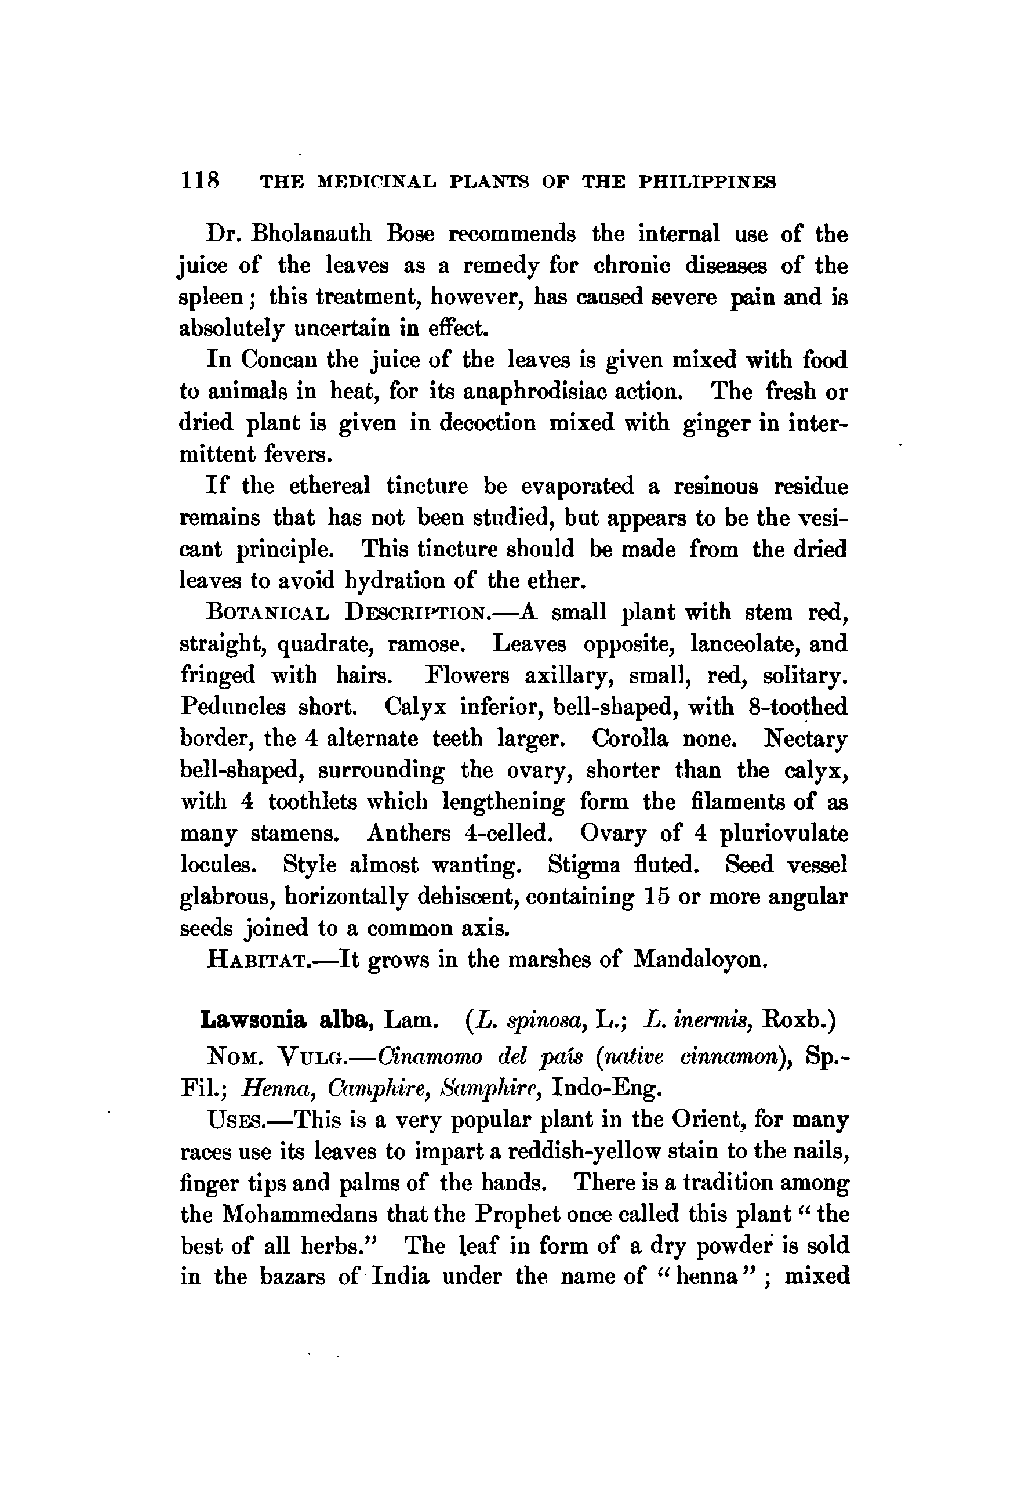 118 THE MEDICINAL PLANTS OF THE PHILIPPINES
Dr. Bholanauth Bose recommends the internal use of the
juice of the leaves as a remedy for chronic diseases of the
spleen; this treatment, however, has caused severe pain and is
absolutely uncertain in effect.
In Concan the juice of the leaves is given mixed with food
to animals in heat, for its anaphrodisiac action. The fresh or
dried plant is given in decoction mixed with ginger in inter-
mittent fevers.
If the ethereal tincture be evaporated a resinous residue
remains that has not been studied, but appears to be the vesi-
cant principle. This tincture should be made from the dried
leaves to avoid hydration of the ether.
BOTANICAL DESCRIPTION.—A small plant with stem red,
straight, quadrate, ramose. Leaves opposite, lanceolate, and
fringed with hairs. Flowers axillary, small, red, solitary.
Peduncles short. Calyx inferior, bell-shaped, with 8-toothed
border, the 4 alternate teeth larger. Corolla none. Nectary
bell-shaped, surrounding the ovary, shorter than the calyx,
with 4 toothlets which lengthening form the filaments of as
many stamens. Anthers 4-celled. Ovary of 4 pluriovulate
locules. Style almost wanting. Stigma fluted. Seed vessel
glabrous, horizontally dehiscent, containing 15 or more angular
seeds joined to a common axis.
HABITAT.—It grows in the marshes of Mandaloyon.
Lawsonia alba, Lam. (L. spinosa, L.; L. inermis, Roxb.)
NOM. VULG.—Cinamomo del país (native cinnamon), Sp.-
Fil.; Henna, Camphire, Samphire, Indo-Eng.
USES.—This is a very popular plant in the Orient, for many
races use its leaves to impart a reddish-yellow stain to the nails,
finger tips and palms of the hands. There is a tradition among
the Mohammedans that the Prophet once called this plant "the
best of all herbs." The leaf in form of a dry powder is sold
in the bazars of India under the name of "henna"; mixed